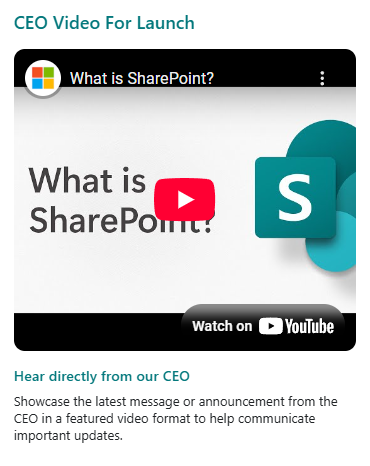 CEO Video For Launch
What is SharePoint?
What is
SharePoint?
S
Watch on YouTube
Hear directly from our CEO
Showcase the latest message or announcement from the
CEO in a featured video format to help communicate
important updates.